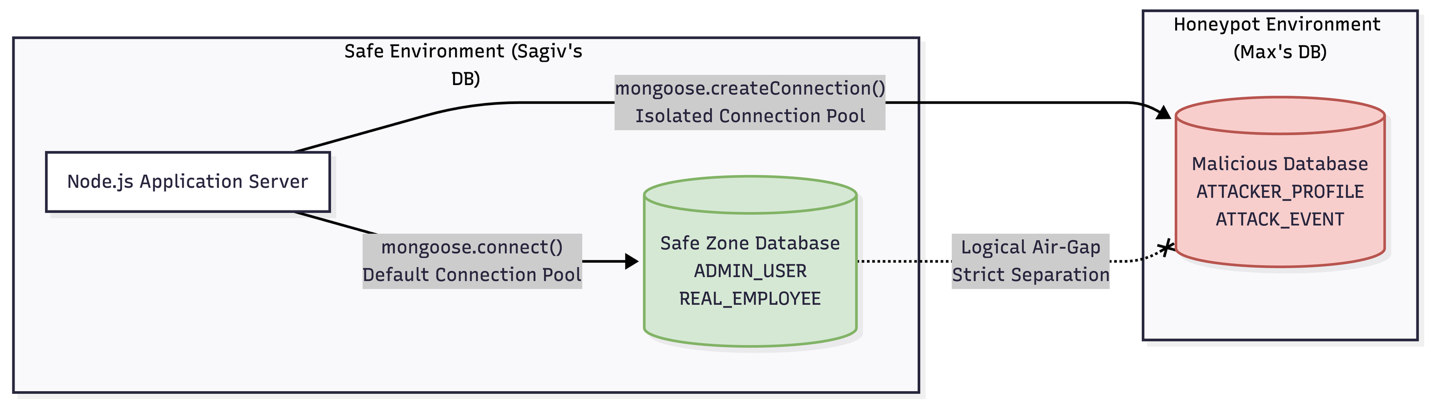 Safe Environment (Sagiv's
DB)
Honeypot Environment
(Max's DB)
mongoose.createConnection()
Isolated Connection Pool
Node.js Application Server
mongoose.connect()
Default Connection Pool
Safe Zone Database
ADMIN_USER
REAL_EMPLOYEE
Logical Air-Gap
Strict Separation
Malicious Database
ATTACKER_PROFILE
ATTACK_EVENT